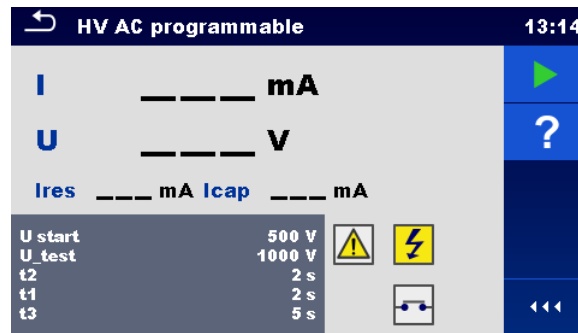 HV AC programmable 13:14
I ___ mA
U ___ V
Ires ___ mA Icap ___ mA
U start 500 V
U_test 1000 V
t2 2 s
t1 2 s
t3 5 s
?